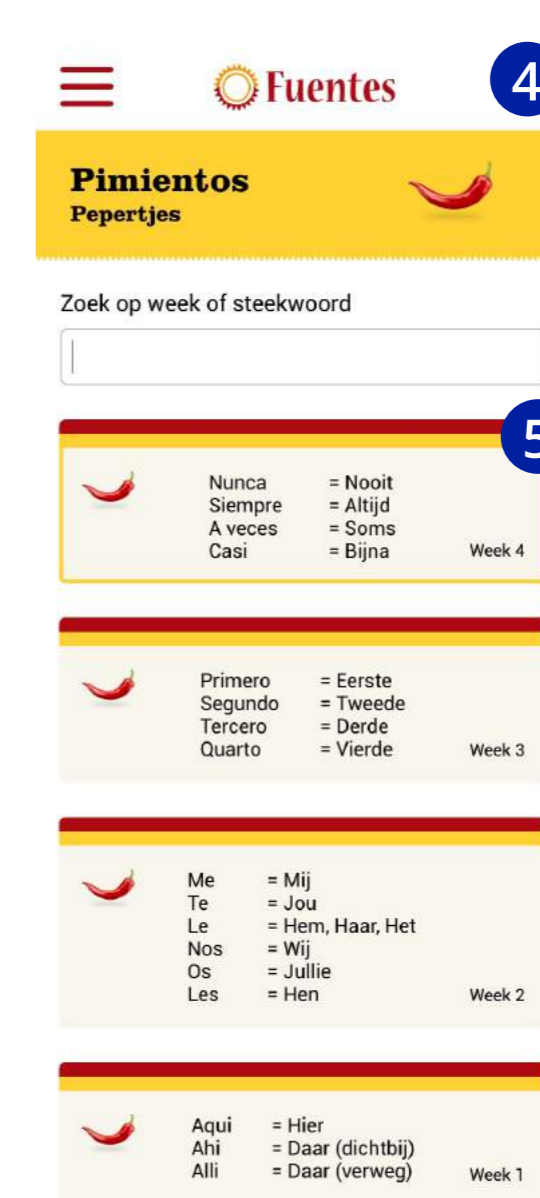 Fuentes
4
Pimientos
Pepertjes
Zoek op week of steekwoord
5
Nunca = Nooit
Siempre = Altijd
A veces = Soms
Casi = Bijna
Week 4
Primero = Eerste
Segundo = Tweede
Tercero = Derde
Quarto = Vierde
Week 3
Me = Mij
Te = Jou
Le = Hem, Haar, Het
Nos = Wij
Os = Jullie
Les = Hen
Week 2
Aqui = Hier
Ahi = Daar (dichtbij)
Alli = Daar (verweg)
Week 1